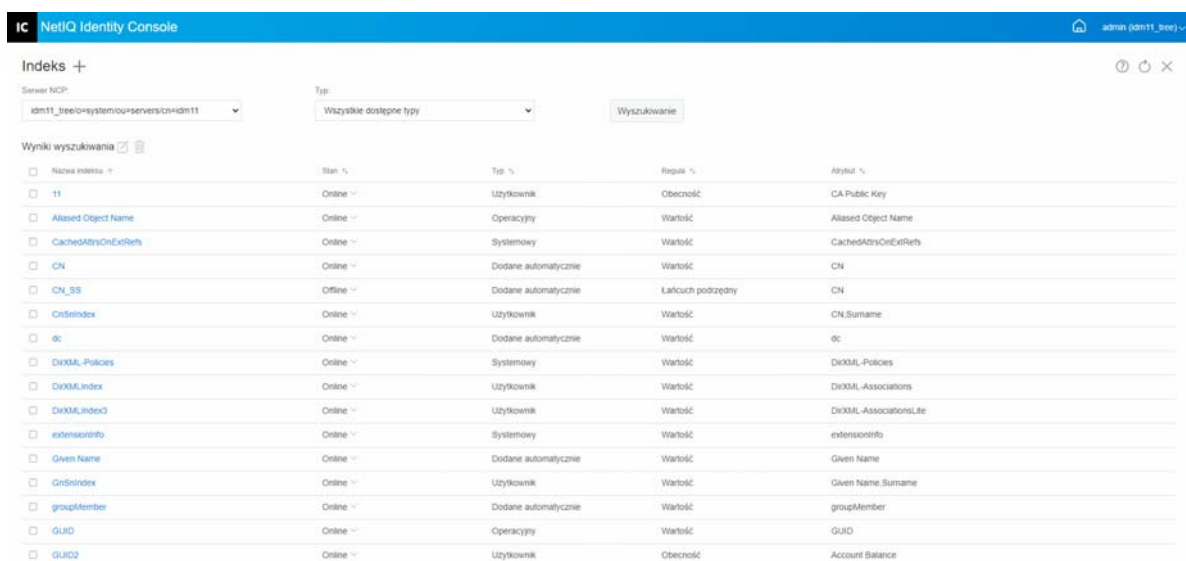 IC NetIQ Identity Console admin (idm11_tree)
Indeks +
Serwer NCP: Typ:
idm11_tree/o=system/ou=servers/cn=idm11 Wszystkie dostępne typy Wyszukiwanie
Wyniki wyszukiwania
Nazwa indeksu Stan Typ Reguła Atrybut
11 Online Użytkownik Obecność CA Public Key
Aliased Object Name Online Operacyjny Wartość Aliased Object Name
CachedAttrsOnExtRefs Online Systemowy Wartość CachedAttrsOnExtRefs
CN Online Dodane automatycznie Wartość CN
CN_SS Offline Dodane automatycznie Łańcuch podrzędny CN
CnSnIndex Online Użytkownik Wartość CN,Surname
dc Online Dodane automatycznie Wartość dc
DirXML-Policies Online Systemowy Wartość DirXML-Policies
DirXMLIndex Online Użytkownik Wartość DirXML-Associations
DirXMLIndex3 Online Użytkownik Wartość DirXML-AssociationsLite
extensionInfo Online Systemowy Wartość extensionInfo
Given Name Online Dodane automatycznie Wartość Given Name
GnSnIndex Online Użytkownik Wartość Given Name,Surname
groupMember Online Dodane automatycznie Wartość groupMember
GUID Online Operacyjny Wartość GUID
GUID2 Online Użytkownik Obecność Account Balance